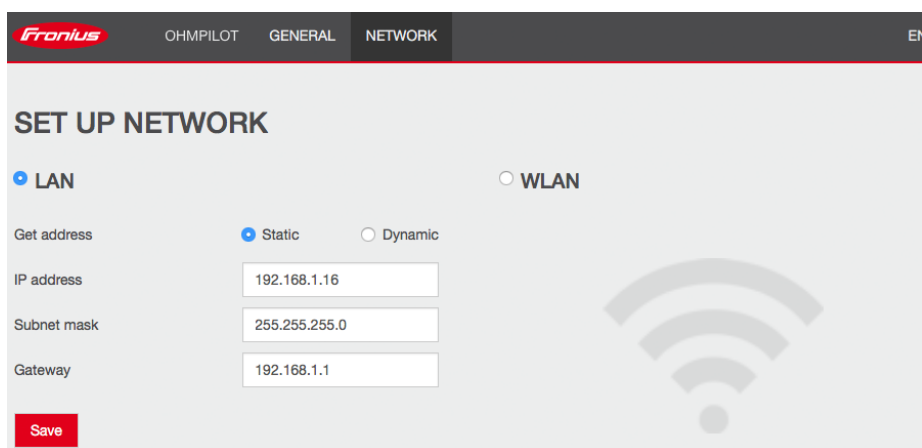 Fronius OHMPILOT GENERAL NETWORK EN
SET UP NETWORK
LAN WLAN
Get address Static Dynamic
IP address 192.168.1.16
Subnet mask 255.255.255.0
Gateway 192.168.1.1
Save